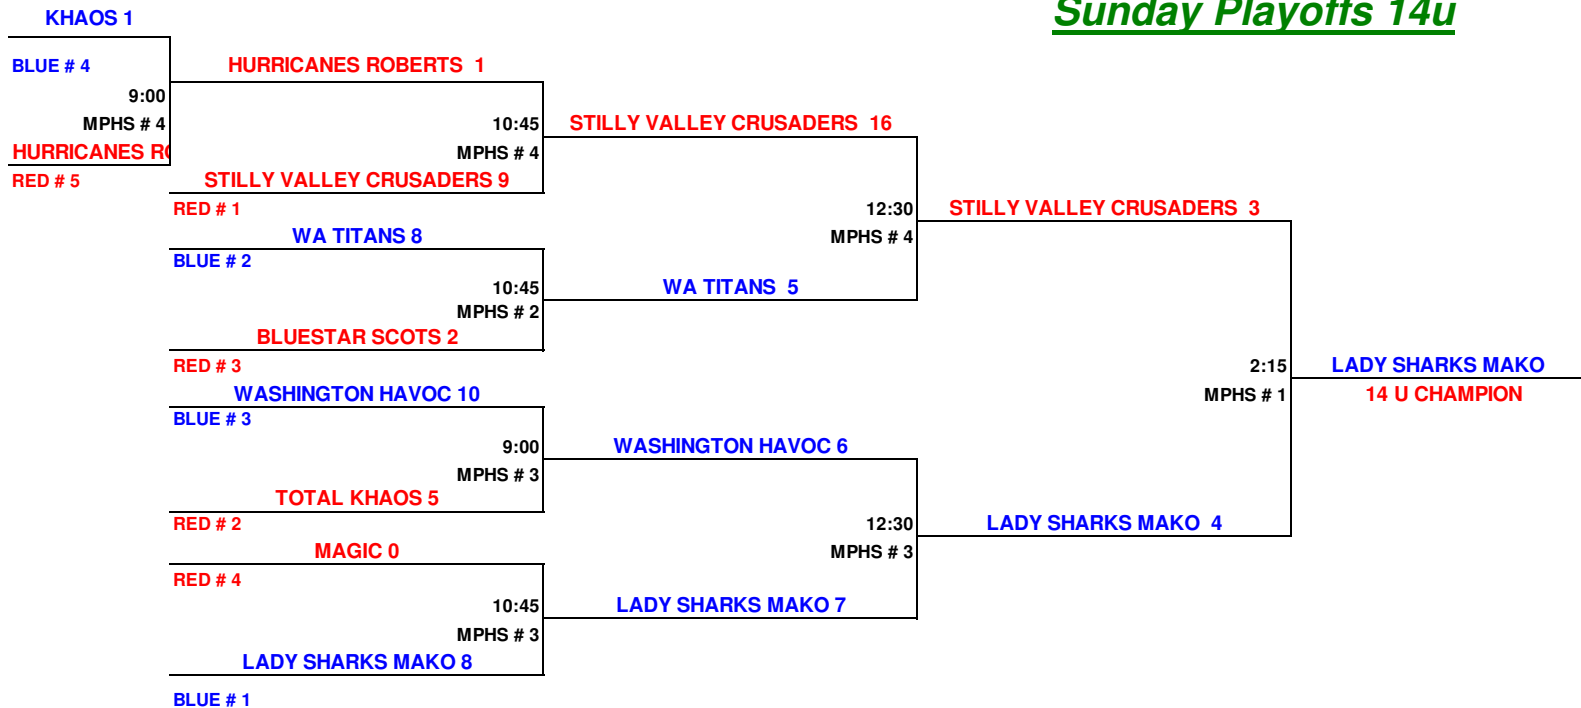 Sunday Playoffs 14u
KHAOS 1
BLUE # 4
9:00
MPHS # 4
HURRICANES
RED # 5
HURRICANES ROBERTS 1
10:45
MPHS # 4
STILLY VALLEY CRUSADERS 9
RED # 1
WA TITANS 8
BLUE # 2
10:45
MPHS # 2
BLUESTAR SCOTS 2
RED # 3
WASHINGTON HAVOC 10
BLUE # 3
9:00
MPHS # 3
TOTAL KHAOS 5
RED # 2
MAGIC 0
RED # 4
10:45
MPHS # 3
LADY SHARKS MAKO 8
BLUE # 1
STILLY VALLEY CRUSADERS 16
12:30
MPHS # 4
WA TITANS 5
WASHINGTON HAVOC 6
12:30
MPHS # 3
LADY SHARKS MAKO 7
STILLY VALLEY CRUSADERS 3
2:15
MPHS # 1
LADY SHARKS MAKO 4
LADY SHARKS MAKO
14 U CHAMPION